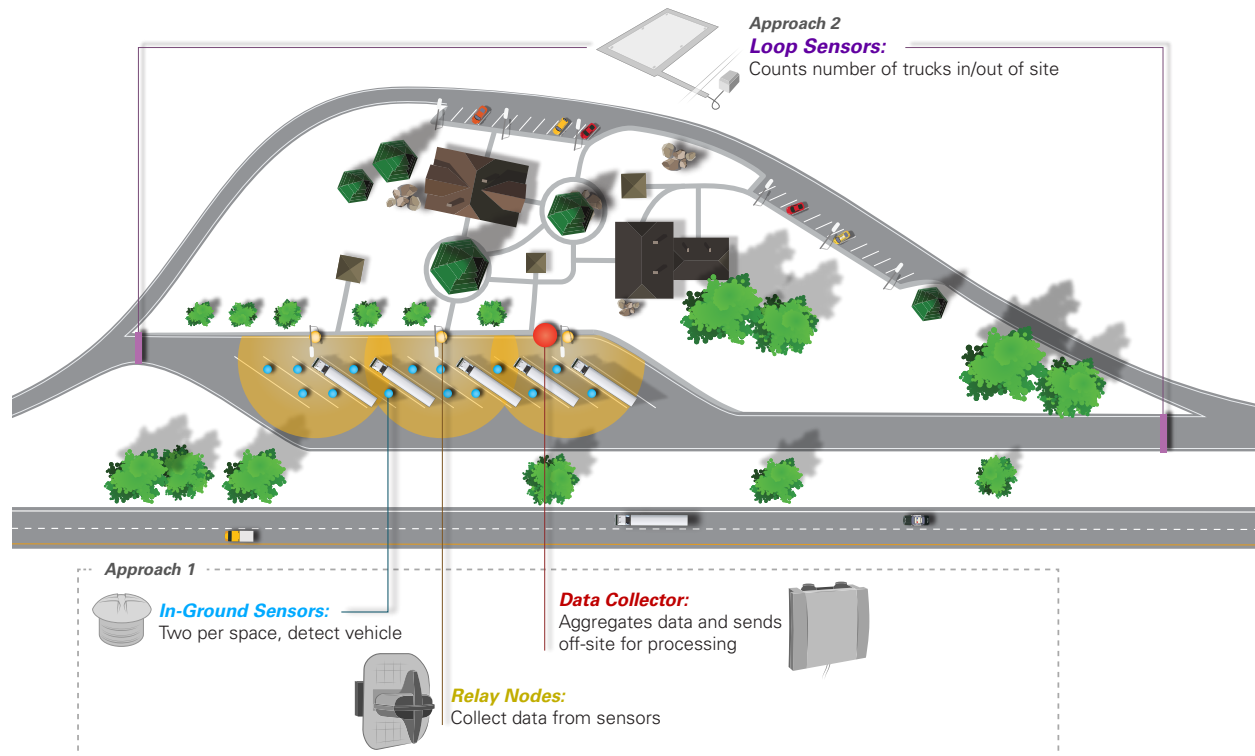 Approach 2
Loop Sensors:
Counts number of trucks in/out of site
Approach 1
In-Ground Sensors:
Two per space, detect vehicle
Data Collector:
Aggregates data and sends
off-site for processing
Relay Nodes:
Collect data from sensors